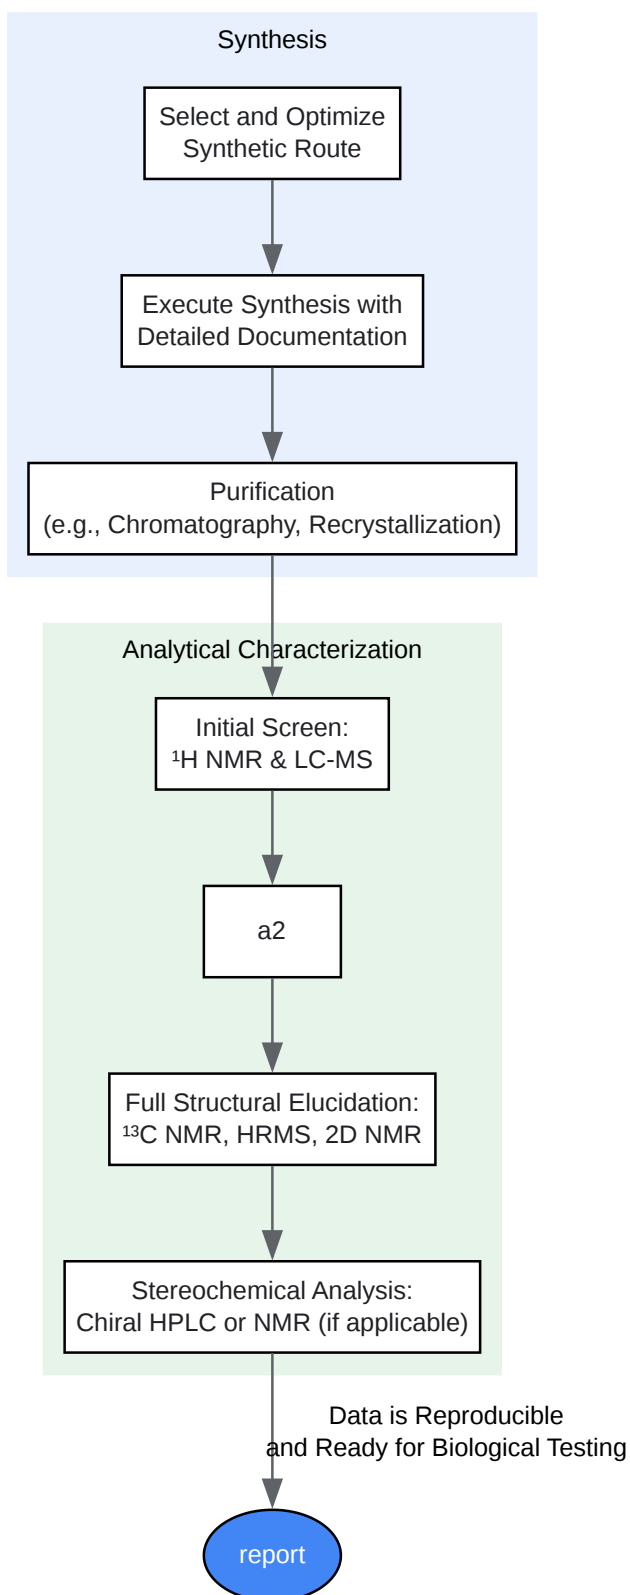 Synthesis
Select and Optimize
Synthetic Route
Execute Synthesis with
Detailed Documentation
Purification
(e.g., Chromatography, Recrystallization)
Analytical Characterization
Initial Screen:
¹H NMR & LC-MS
a2
Full Structural Elucidation:
¹³C NMR, HRMS, 2D NMR
Stereochemical Analysis:
Chiral HPLC or NMR (if applicable)
Data is Reproducible
and Ready for Biological Testing
report